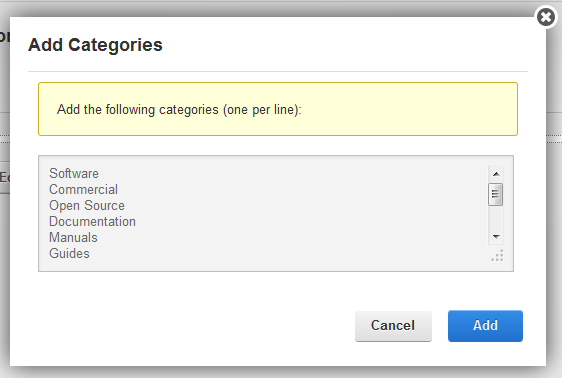 Add Categories
Add the following categories (one per line):
Software
Commercial
Open Source
Documentation
Manuals
Guides
Cancel
Add